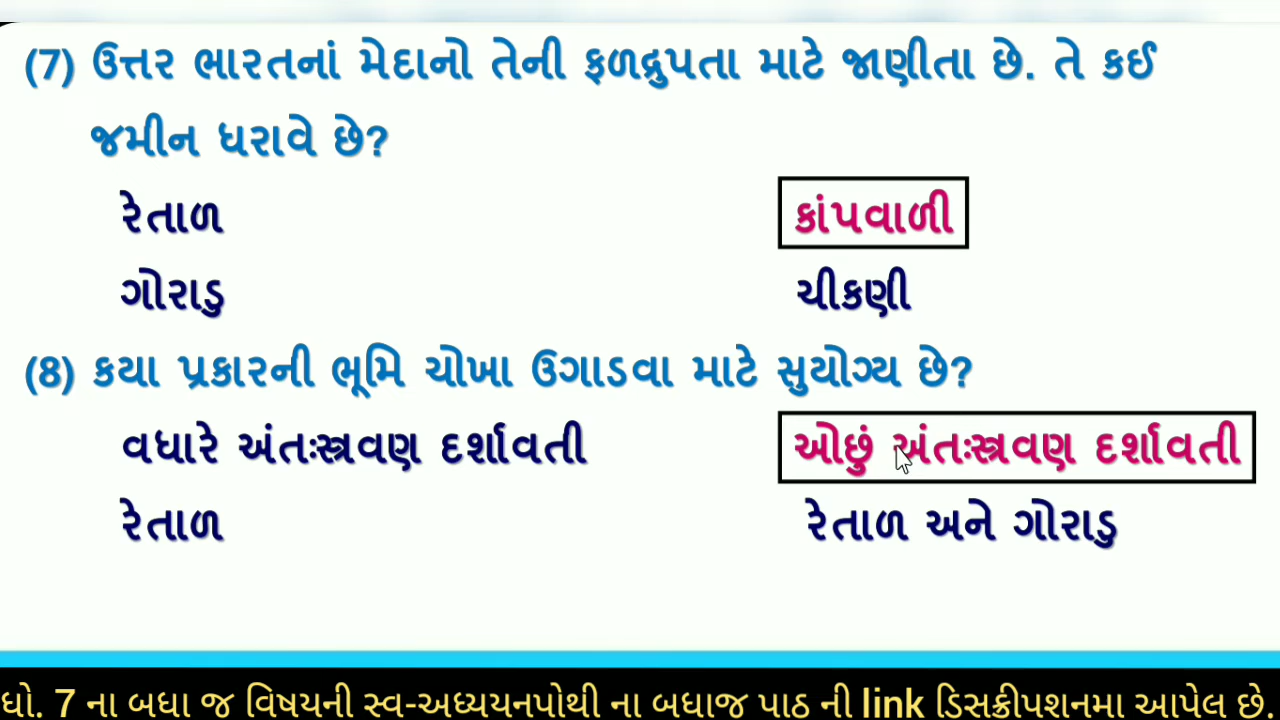 (7) ઉત્તર ભારતનાં મેદાનો તેની ફળદ્રુપતા માટે જાણીતા છે. તે કઈ
જમીન ધરાવે છે?
રેતાળ કાંપવાળી
ગોરાડુ ચીકણી
(8) કયા પ્રકારની ભૂમિ ચોખા ઉગાડવા માટે સુયોગ્ય છે?
વધારે અંતઃસ્ત્રવણ દર્શાવતી ઓછું અંતઃસ્ત્રવણ દર્શાવતી
રેતાળ રેતાળ અને ગોરાડુ
ધો. 7 ના બધા જ વિષયની સ્વ-અધ્યયનપોથી ના બધાજ પાઠ ની link ડિસક્રીપશનમા આપેલ છે.